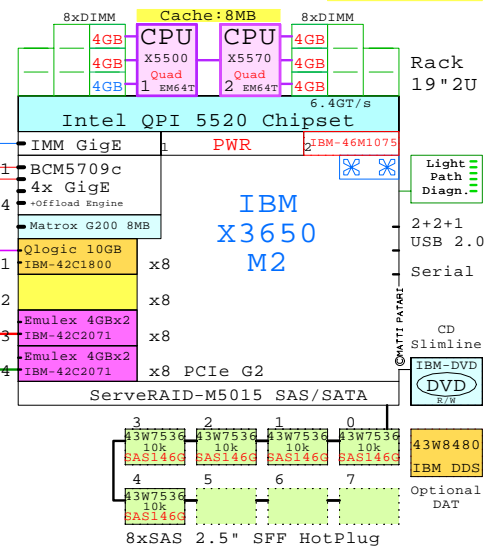 Cache:8MB
8xDIMM
8xDIMM
4GB
CPU
CPU
4GB
4GB
X5500
X5570
4GB
Quad
Quad
4GB
1 EM64T
2 EM64T
4GB
Rack
19"2U
6.4GT/s
Intel QPI 5520 Chipset
IMM GigE
1
PWR
2
IBM-46M1075
1
BCM5709c
4x GigE
4
+Offload Engine
Light
Path
Diagn.
Matrox G200 8MB
IBM
X3650
M2
2+2+1
USB 2.0
Qlogic 10GB
1
IBM-42C1800
x8
Serial
2
x8
©MATTI PATARI
Emulex 4GBx2
3
IBM-42C2071
x8
CD
Slimline
Emulex 4GBx2
4
IBM-42C2071
x8 PCIe G2
IBM-DVD
DVD
R/W
ServeRAID-M5015 SAS/SATA
3
2
1
0
43W7536
43W7536
43W7536
43W7536
10k
10k
10k
10k
SAS146G
SAS146G
SAS146G
SAS146G
43W8480
IBM DDS
4
5
6
7
43W7536
10k
SAS146G
Optional
DAT
8xSAS 2.5" SFF HotPlug